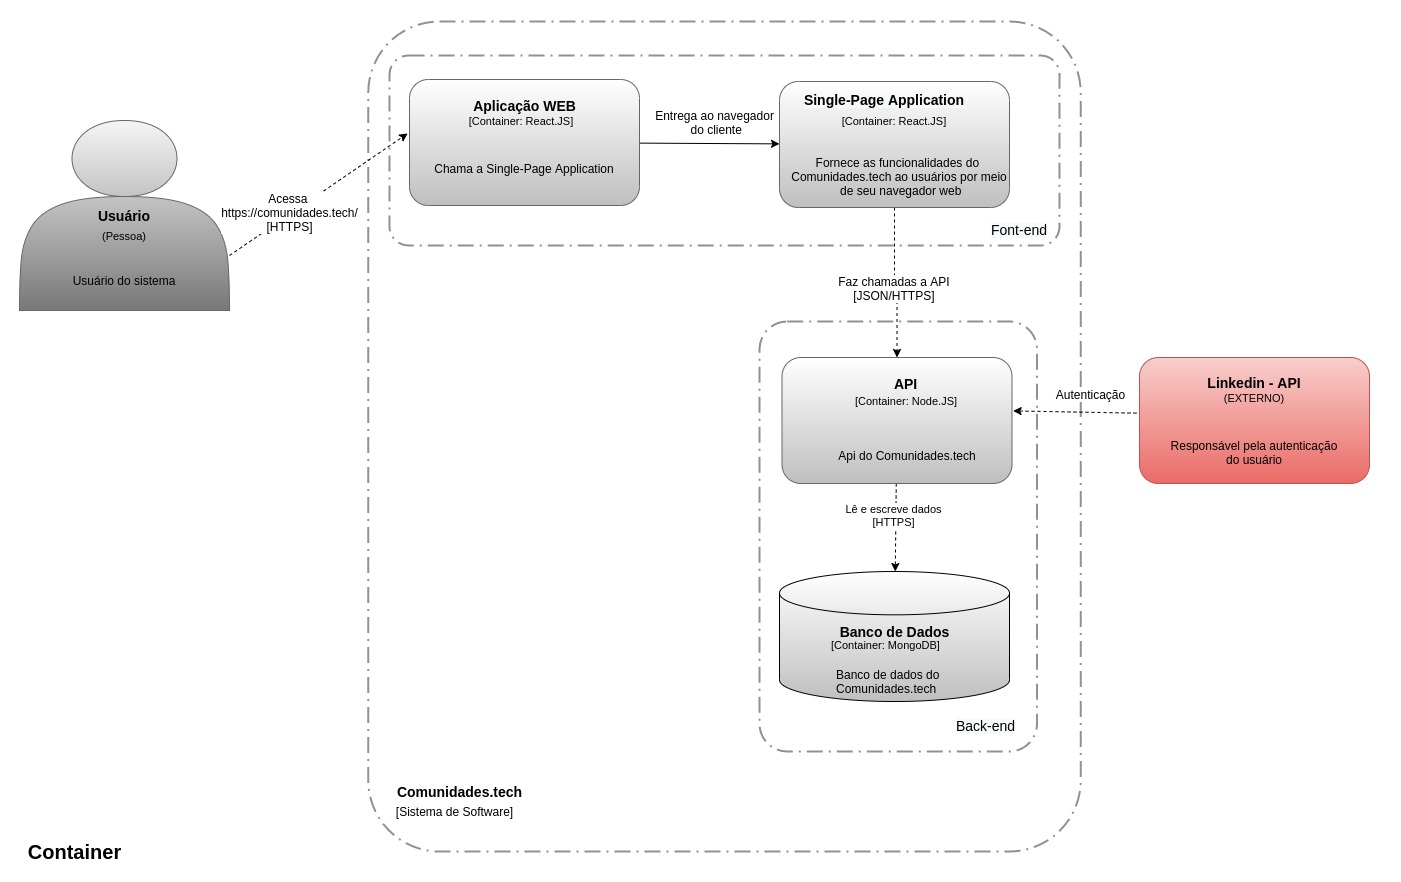 Usuário
(Pessoa)
Usuário do sistema
Acessa
https://comunidades.tech/
[HTTPS]
Aplicação WEB
[Container: React.JS]
Chama a Single-Page Application
Entrega ao navegador
do cliente
Single-Page Application
[Container: React.JS]
Fornece as funcionalidades do
Comunidades.tech ao usuários por meio
de seu navegador web
Font-end
Faz chamadas a API
[JSON/HTTPS]
API
[Container: Node.JS]
Api do Comunidades.tech
Autenticação
Linkedin - API
(EXTERNO)
Responsável pela autenticação
do usuário
Lê e escreve dados
[HTTPS]
Banco de Dados
[Container: MongoDB]
Banco de dados do
Comunidades.tech
Back-end
Comunidades.tech
[Sistema de Software]
Container